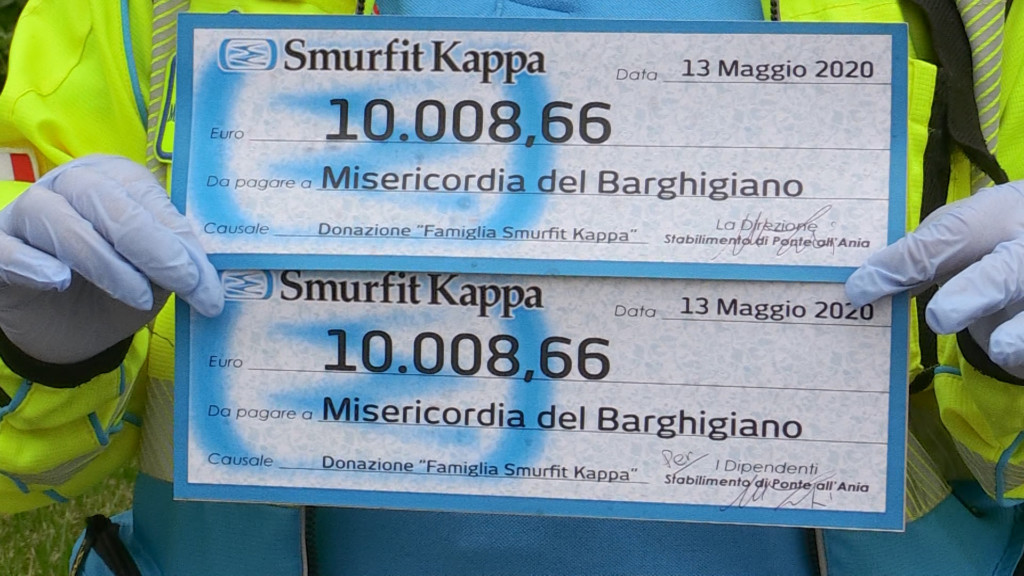 Smurfit Kappa
Data 13 Maggio 2020
Euro 10.008,66
Da pagare a Misericordia del Barghigiano
Causale Donazione "Famiglia Smurfit Kappa"
La Direzione
Stabilimento di Ponte all'Ania
Smurfit Kappa
Data 13 Maggio 2020
Euro 10.008,66
Da pagare a Misericordia del Barghigiano
Causale Donazione "Famiglia Smurfit Kappa"
Per I Dipendenti
Stabilimento di Ponte all'Ania